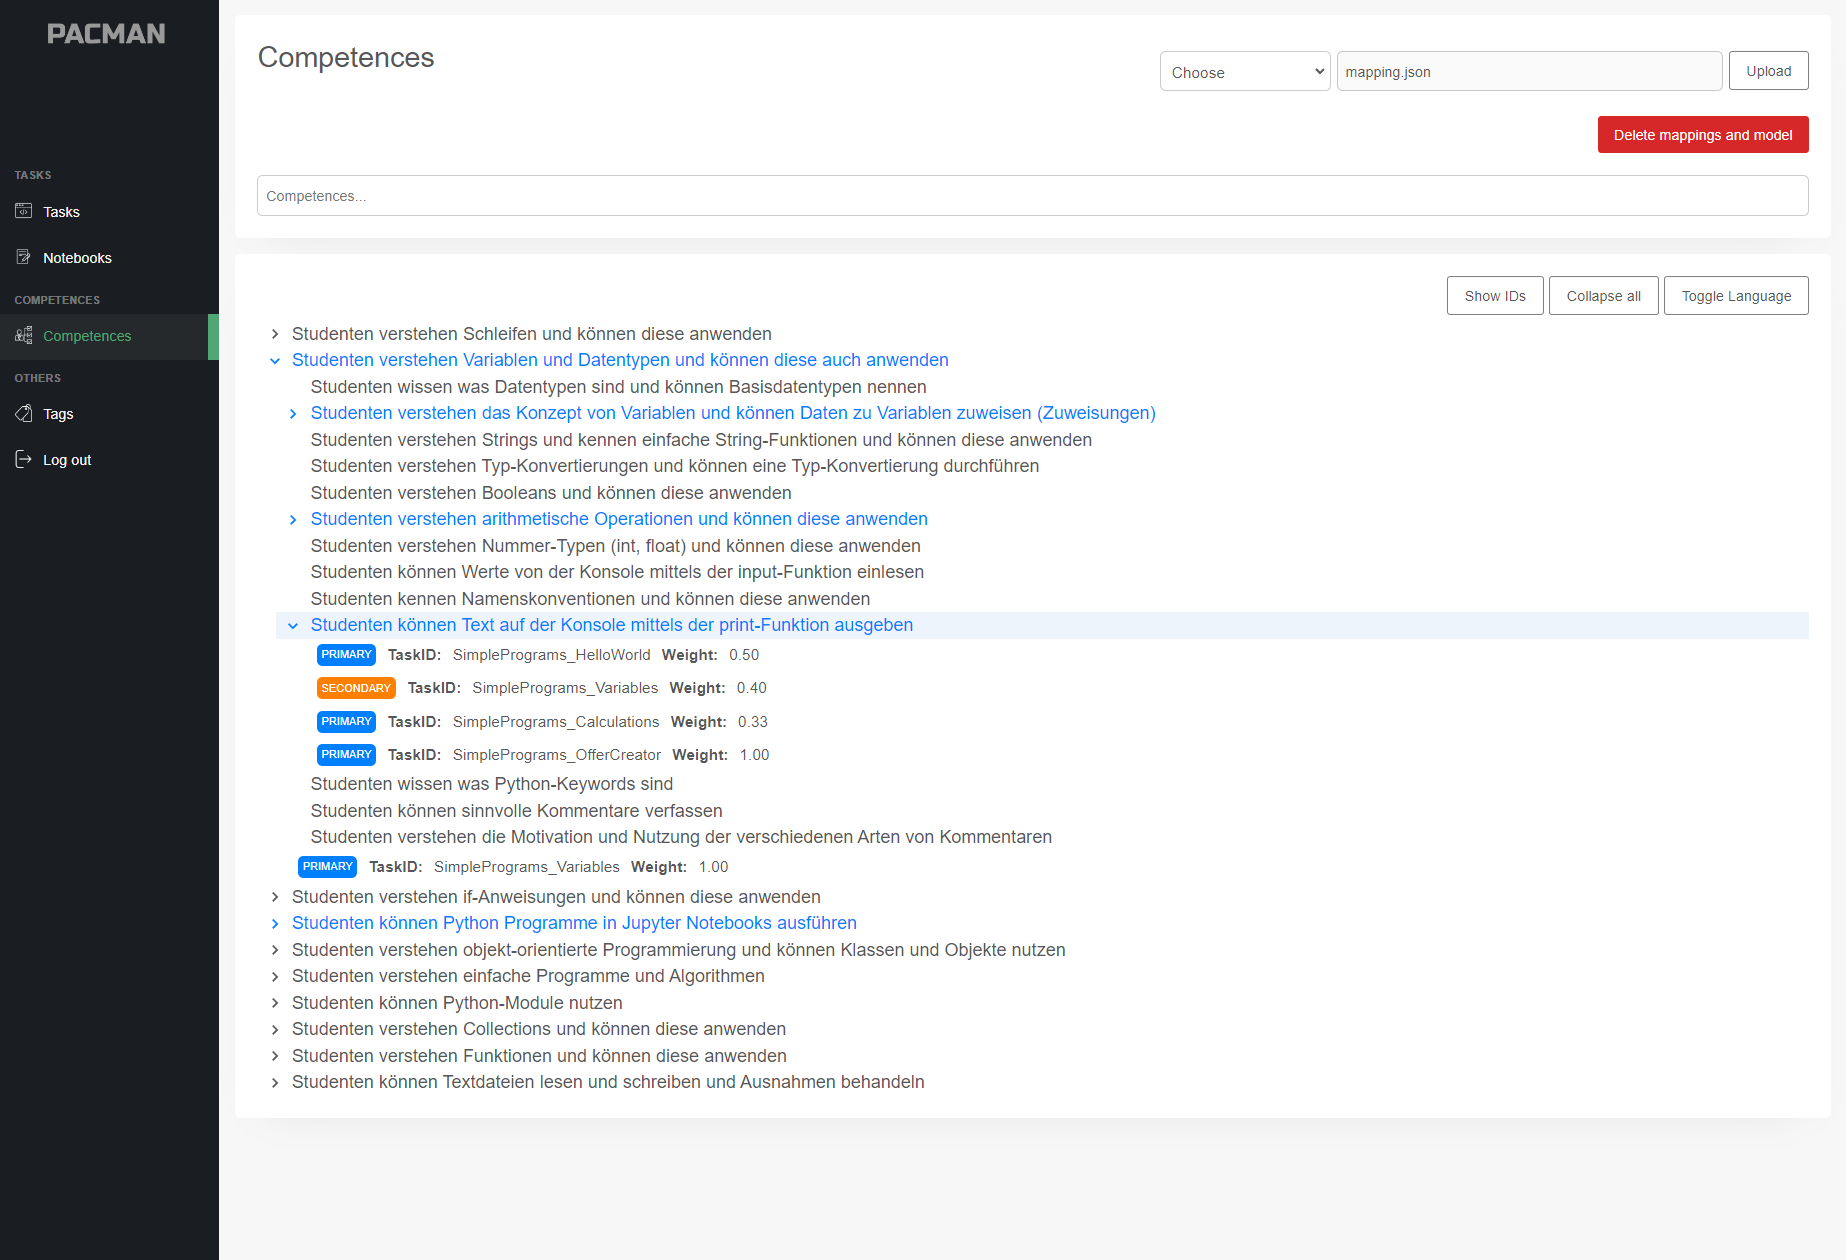 PACMAN
TASKS
Tasks
Notebooks
COMPETENCES
Competences
OTHERS
Tags
Log out
Competences
Choose
mapping.json
Upload
Delete mappings and model
Competences...
Show IDs
Collapse all
Toggle Language
Studenten verstehen Schleifen und können diese anwenden
Studenten verstehen Variablen und Datentypen und können diese auch anwenden
Studenten wissen was Datentypen sind und können Basisdatentypen nennen
Studenten verstehen das Konzept von Variablen und können Daten zu Variablen zuweisen (Zuweisungen)
Studenten verstehen Strings und kennen einfache String-Funktionen und können diese anwenden
Studenten verstehen Typ-Konvertierungen und können eine Typ-Konvertierung durchführen
Studenten verstehen Booleans und können diese anwenden
Studenten verstehen arithmetische Operationen und können diese anwenden
Studenten verstehen Nummer-Typen (int, float) und können diese anwenden
Studenten können Werte von der Konsole mittels der input-Funktion einlesen
Studenten kennen Namenskonventionen und können diese anwenden
Studenten können Text auf der Konsole mittels der print-Funktion ausgeben
PRIMARY TaskID: SimplePrograms_HelloWorld Weight: 0.50
SECONDARY TaskID: SimplePrograms_Variables Weight: 0.40
PRIMARY TaskID: SimplePrograms_Calculations Weight: 0.33
PRIMARY TaskID: SimplePrograms_OfferCreator Weight: 1.00
Studenten wissen was Python-Keywords sind
Studenten können sinnvolle Kommentare verfassen
Studenten verstehen die Motivation und Nutzung der verschiedenen Arten von Kommentaren
PRIMARY TaskID: SimplePrograms_Variables Weight: 1.00
Studenten verstehen if-Anweisungen und können diese anwenden
Studenten können Python Programme in Jupyter Notebooks ausführen
Studenten verstehen objekt-orientierte Programmierung und können Klassen und Objekte nutzen
Studenten verstehen einfache Programme und Algorithmen
Studenten können Python-Module nutzen
Studenten verstehen Collections und können diese anwenden
Studenten verstehen Funktionen und können diese anwenden
Studenten können Textdateien lesen und schreiben und Ausnahmen behandeln